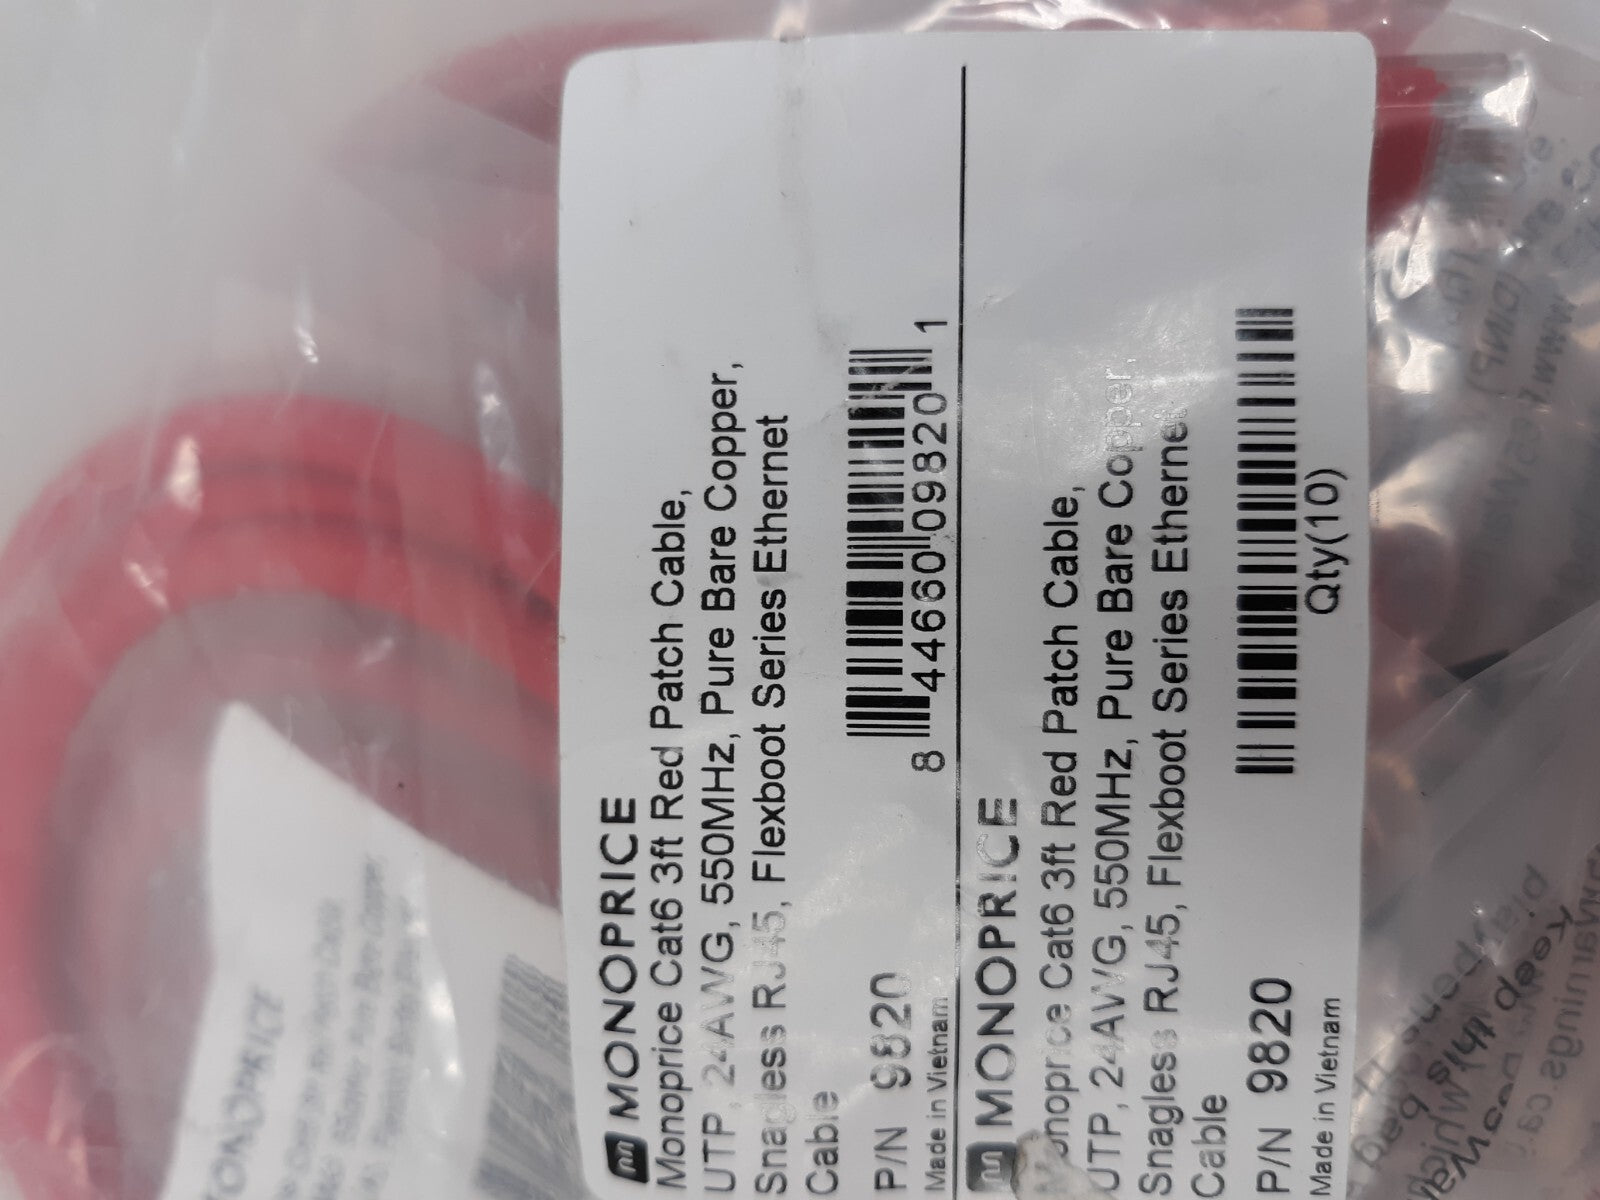 MONOPRICE
Monoprice Cat6 3ft Red Patch Cable,
UTP, 24AWG, 550MHz, Pure Bare Copper,
Snagless RJ45, Flexboot Series Ethernet
Cable
P/N 9820
8 44660 09820 1
Made in Vietnam
MONOPRICE
Monoprice Cat6 3ft Red Patch Cable,
UTP, 24AWG, 550MHz, Pure Bare Copper,
Snagless RJ45, Flexboot Series Ethernet
Cable
P/N 9820
Qty(10)
Made in Vietnam